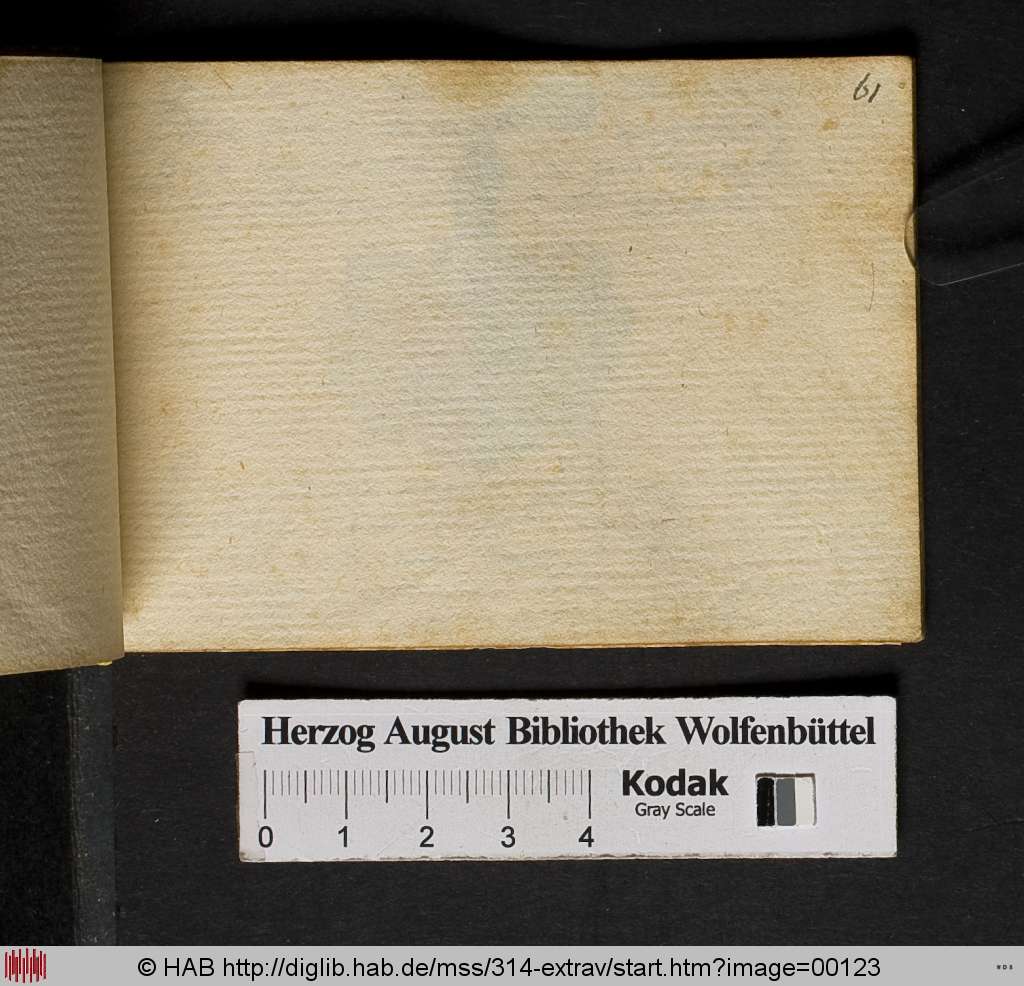 61
Herzog August Bibliothek Wolfenbüttel
0 1 2 3 4
Kodak
Gray Scale
© HAB http://diglib.hab.de/mss/314-extrav/start.htm?image=00123